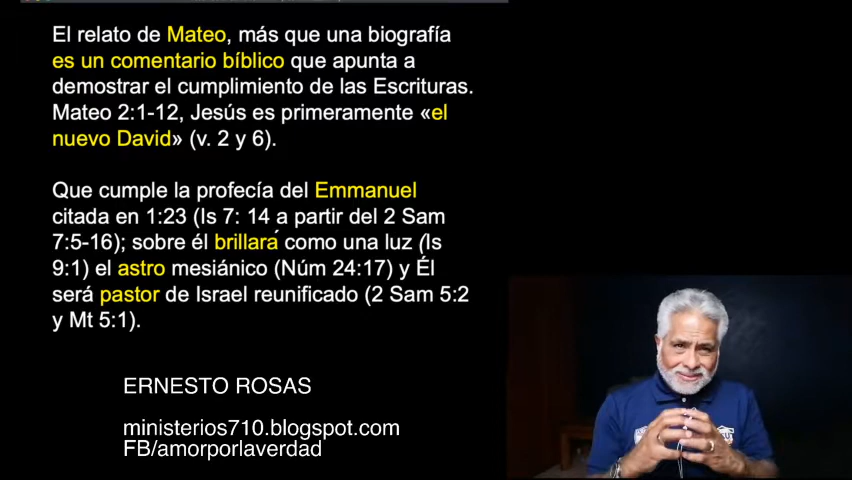 El relato de Mateo, más que una biografía
es un comentario bíblico que apunta a
demostrar el cumplimiento de las Escrituras.
Mateo 2:1-12, Jesús es primeramente «el
nuevo David» (v. 2 y 6).
Que cumple la profecía del Emmanuel
citada en 1:23 (Is 7: 14 a partir del 2 Sam
7:5-16); sobre él brillará como una luz (Is
9:1) el astro mesiánico (Núm 24:17) y Él
será pastor de Israel reunificado (2 Sam 5:2
y Mt 5:1).
ERNESTO ROSAS
ministerios710.blogspot.com
FB/amorporlaverdad